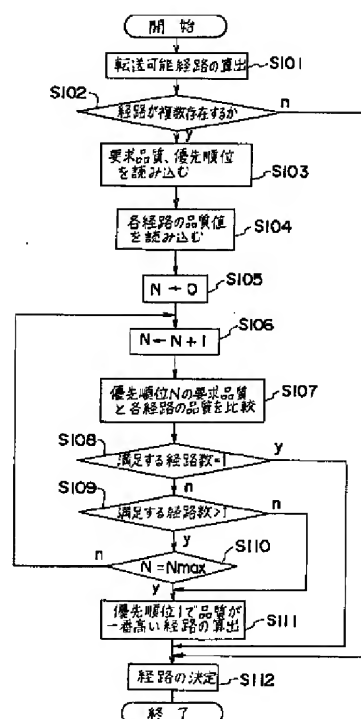 開始
転送可能経路の算出
S101
S102
経路が複数存在するか
n
y
要求品質、優先順位
を読み込む
S103
各経路の品質値
を読み込む
S104
N←0
S105
N←N+1
S106
優先順位Nの要求品質
と各経路の品質を比較
S107
S108
満足する経路数=1
y
n
S109
満足する経路数>1
n
y
S110
n
N=Nmax
y
優先順位1で品質が
一番高い経路の算出
S111
経路の決定
S112
終了